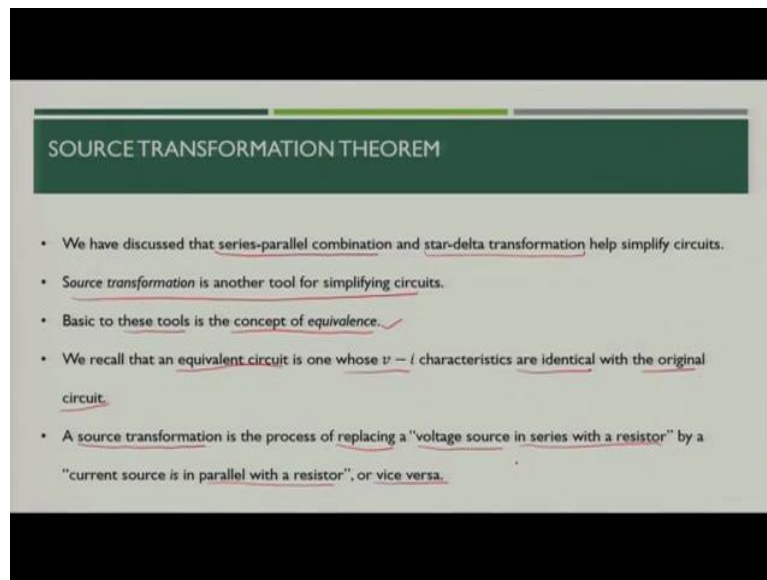 SOURCE TRANSFORMATION THEOREM
• We have discussed that series-parallel combination and star-delta transformation help simplify circuits.
• Source transformation is another tool for simplifying circuits.
• Basic to these tools is the concept of equivalence.
• We recall that an equivalent circuit is one whose v – i characteristics are identical with the original
circuit.
• A source transformation is the process of replacing a "voltage source in series with a resistor" by a
"current source is in parallel with a resistor", or vice versa.